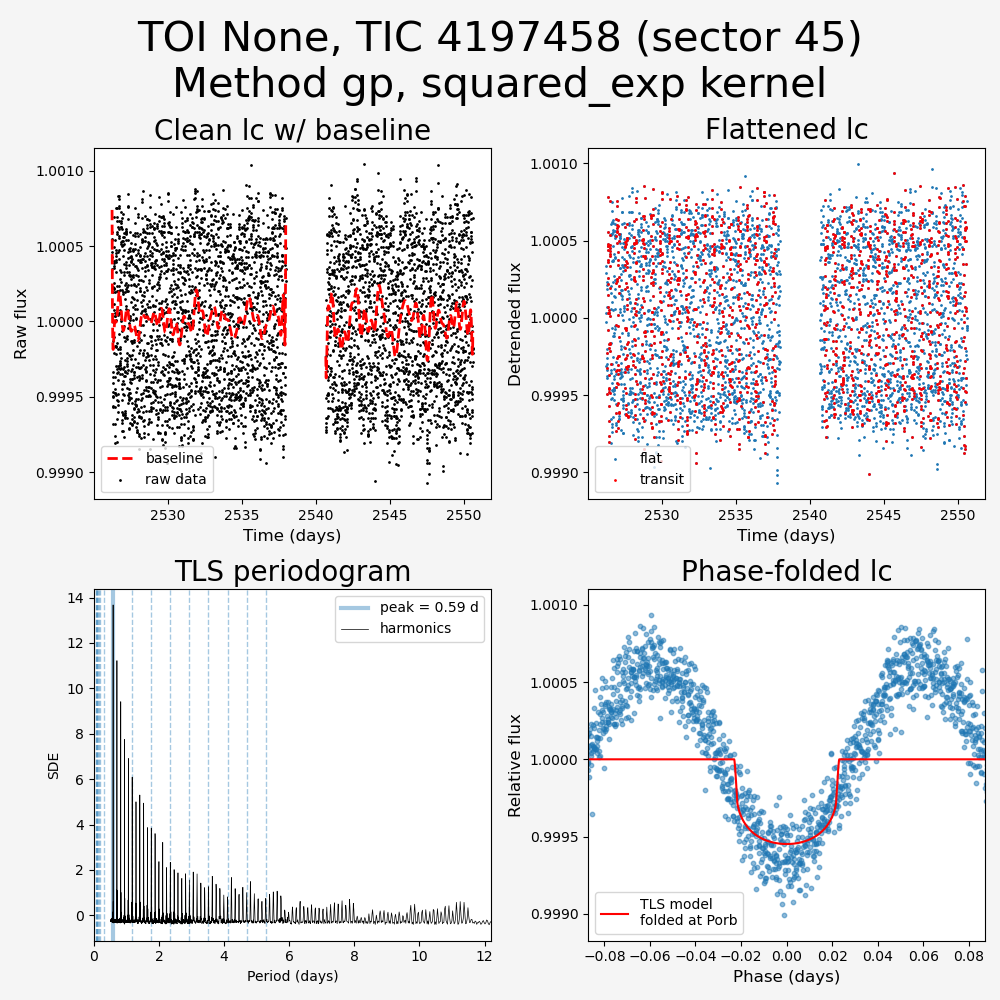 TOI None, TIC 4197458 (sector 45)
Method gp, squared_exp kernel
Clean lc w/ baseline
Raw flux
1.0010
1.0005
1.0000
0.9995
0.9990
baseline
raw data
2530 2535 2540 2545 2550
Time (days)
Flattened lc
Detrended flux
1.0010
1.0005
1.0000
0.9995
0.9990
flat
transit
2530 2535 2540 2545 2550
Time (days)
TLS periodogram
SDE
14
12
10
8
6
4
2
0
peak = 0.59 d
harmonics
0 2 4 6 8 10 12
Period (days)
Phase-folded lc
Relative flux
1.0010
1.0005
1.0000
0.9995
0.9990
TLS model
folded at Porb
−0.08 −0.06 −0.04 −0.02 0.00 0.02 0.04 0.06 0.08
Phase (days)